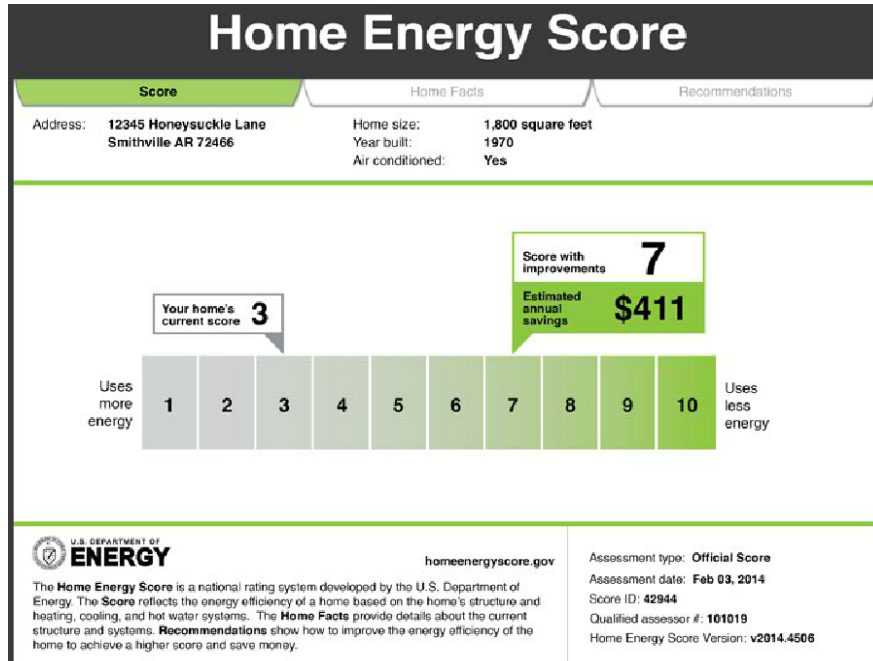 Home Energy Score
Score
Home Facts
Recommendations
Address: 12345 Honeysuckle Lane
Smithville AR 72466
Home size: 1,800 square feet
Year built: 1970
Air conditioned: Yes
Score with
improvements 7
Estimated
annual
savings $411
Your home's
current score 3
Uses
more
energy
1 2 3 4 5 6 7 8 9 10
Uses
less
energy
U.S. DEPARTMENT OF
ENERGY
homeenergyscore.gov
The Home Energy Score is a national rating system developed by the U.S. Department of
Energy. The Score reflects the energy efficiency of a home based on the home's structure and
heating, cooling, and hot water systems. The Home Facts provide details about the current
structure and systems. Recommendations show how to improve the energy efficiency of the
home to achieve a higher score and save money.
Assessment type: Official Score
Assessment date: Feb 03, 2014
Score ID: 42944
Qualified assessor #: 101019
Home Energy Score Version: v2014.4506